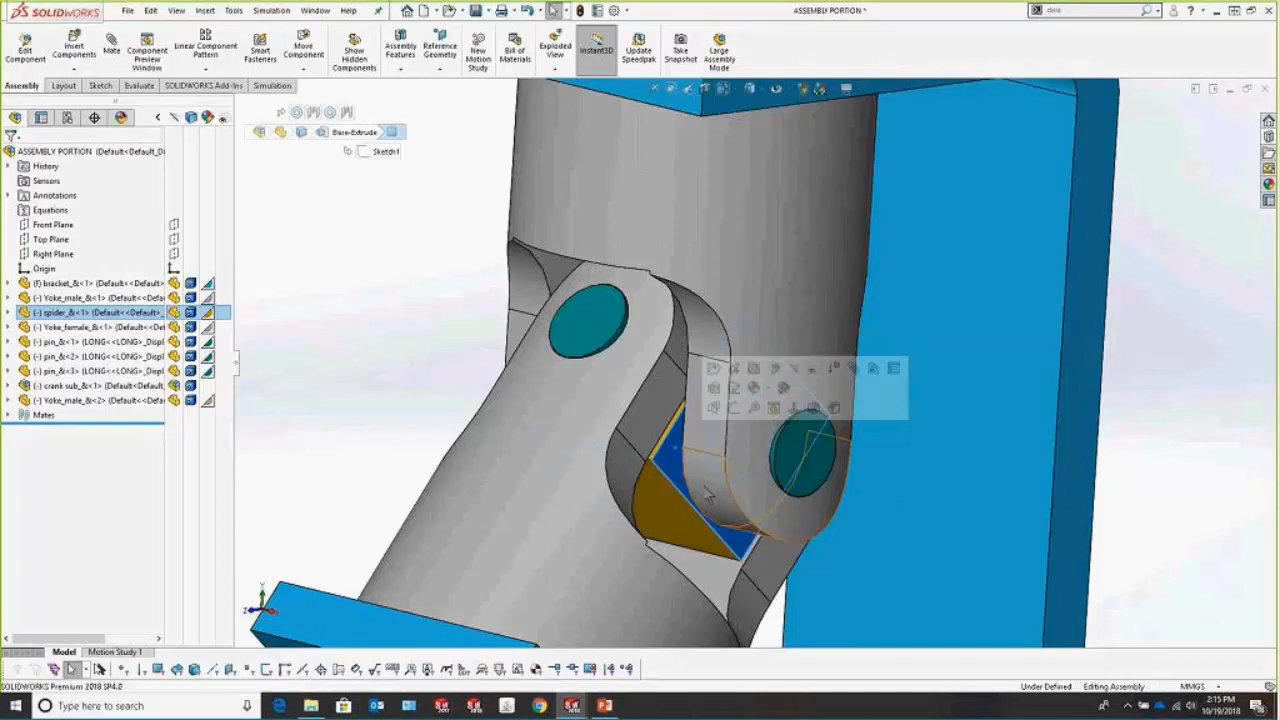 SOLIDWORKS
File Edit View Insert Tools Simulation Window Help
ASSEMBLY PORTION *
Edit Component
Insert Components
Mate
Component Preview Window
Linear Component Pattern
Smart Fasteners
Move Component
Show Hidden Components
Assembly Features
Reference Geometry
New Motion Study
Bill of Materials
Exploded View
Instant3D
Update Speedpak
Take Snapshot
Large Assembly Mode
Assembly Layout Sketch Evaluate SOLIDWORKS Add-Ins Simulation
Base-Extrude
Sketch1
ASSEMBLY PORTION (Default<Default_Di
History
Sensors
Annotations
Equations
Front Plane
Top Plane
Right Plane
Origin
(f) bracket_&<1> (Default<<Default>
(-) Yoke_male_&<1> (Default<<Defa
(-) spider_&<1> (Default<<Default>_
(-) Yoke_female_&<1> (Default<<Def
(-) pin_&<1> (LONG<<LONG>_Displ
(-) pin_&<2> (LONG<<LONG>_Displ
(-) pin_&<3> (LONG<<LONG>_Displ
(-) crank sub_&<1> (Default<Default
(-) Yoke_male_&<2> (Default<<Defa
Mates
Y
Z
Model Motion Study 1
SOLIDWORKS Premium 2018 SP4.0
Under Defined Editing Assembly MMGS
Type here to search
2:15 PM
10/19/2018